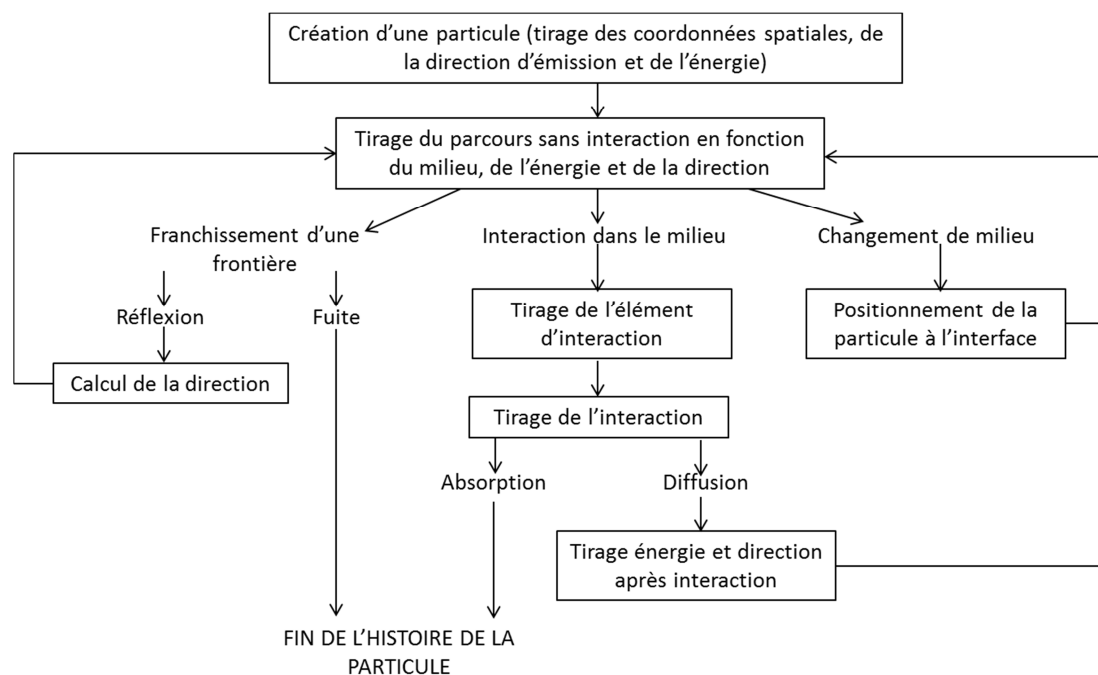 Création d’une particule (tirage des coordonnées spatiales, de
la direction d’émission et de l’énergie)
Tirage du parcours sans interaction en fonction
du milieu, de l’énergie et de la direction
Franchissement d’une
frontière
Interaction dans le milieu
Changement de milieu
Réflexion
Fuite
Tirage de l’élément
d’interaction
Positionnement de la
particule à l’interface
Calcul de la direction
Tirage de l’interaction
Absorption
Diffusion
Tirage énergie et direction
après interaction
FIN DE L’HISTOIRE DE LA
PARTICULE